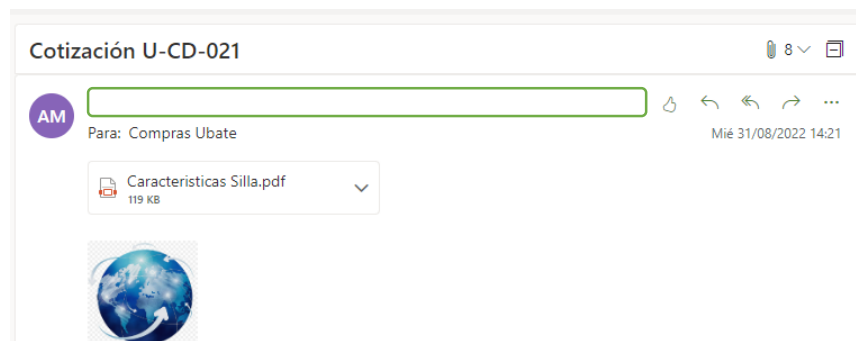 Cotización U-CD-021
8
AM
Para: Compras Ubate
Mié 31/08/2022 14:21
Caracteristicas Silla.pdf
119 KB